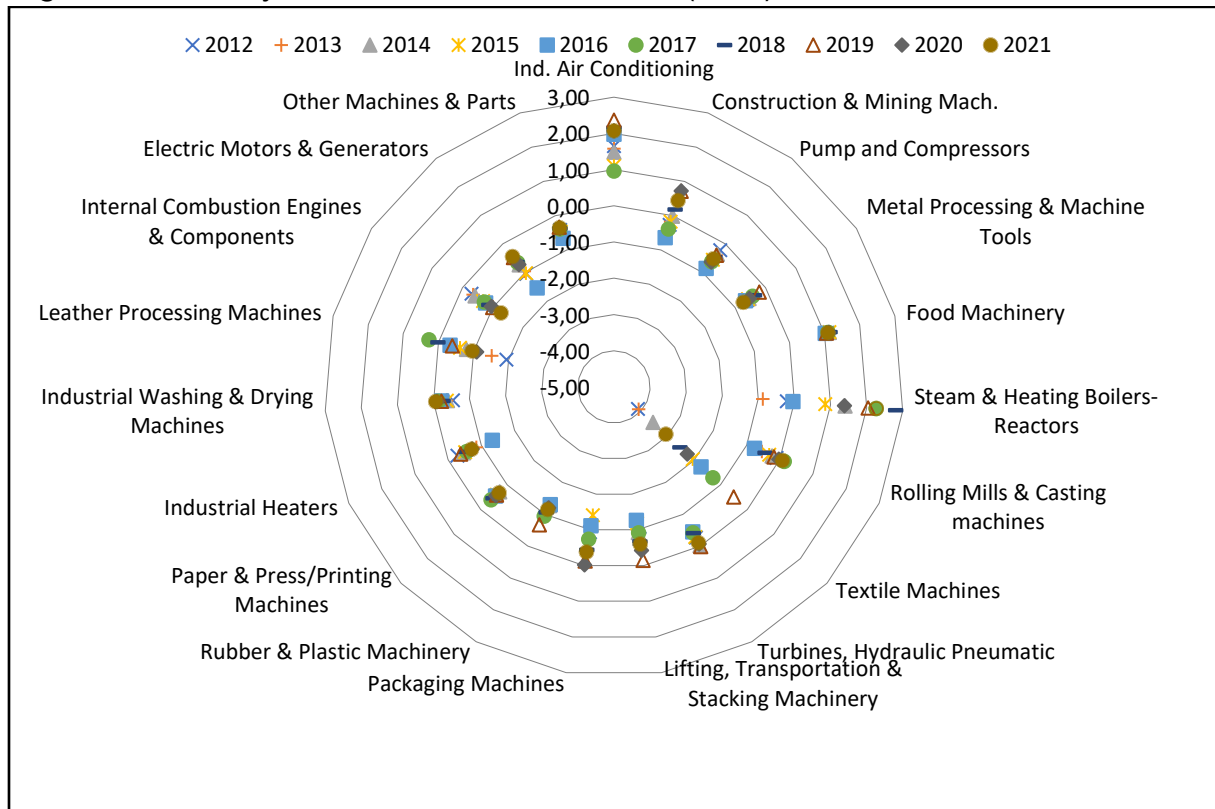 2012 2013 2014 2015 2016 2017 2018 2019 2020 2021
Ind. Air Conditioning
Other Machines & Parts
Construction & Mining Mach.
Electric Motors & Generators
Pump and Compressors
Internal Combustion Engines
& Components
Metal Processing & Machine
Tools
Leather Processing Machines
Food Machinery
Industrial Washing & Drying
Machines
Steam & Heating Boilers-
Reactors
Industrial Heaters
Rolling Mills & Casting
machines
Paper & Press/Printing
Machines
Textile Machines
Rubber & Plastic Machinery
Turbines, Hydraulic Pneumatic
Packaging Machines
Lifting, Transportation &
Stacking Machinery
3,00
2,00
1,00
0,00
-1,00
-2,00
-3,00
-4,00
-5,00